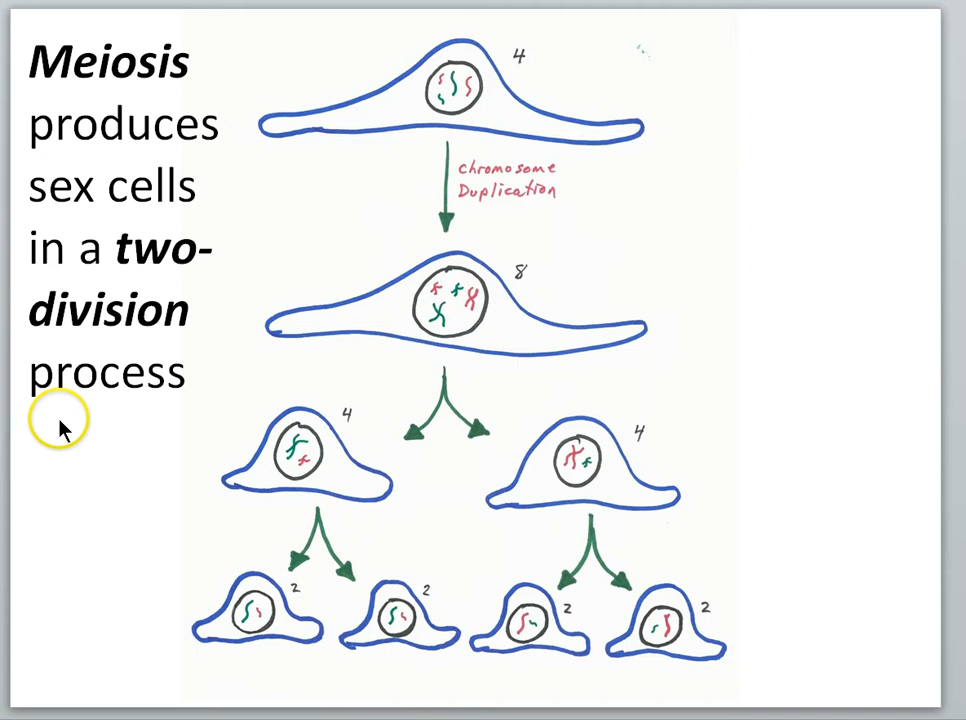 Meiosis
produces
sex cells
in a two-
division
process
4
Chromosome
Duplication
8
4
4
2
2
2
2